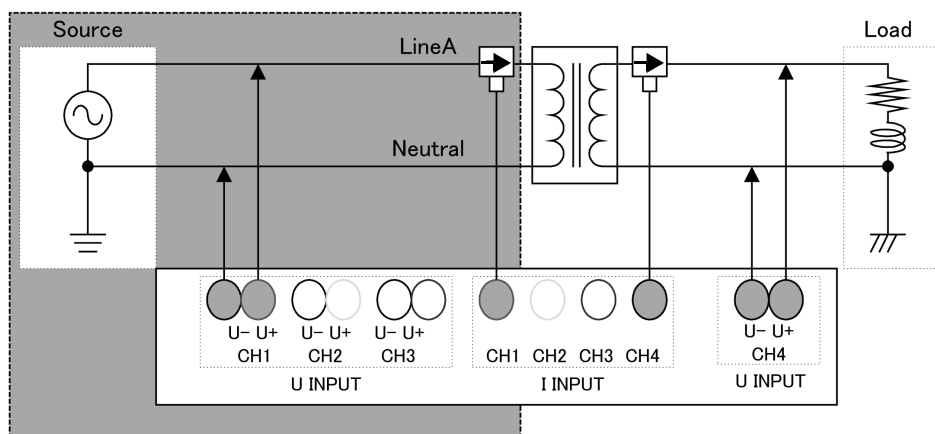 Source
Load
LineA
Neutral
U- U+
U- U+
U- U+
U- U+
CH1
CH2
CH3
CH1
CH2
CH3
CH4
CH4
U INPUT
I INPUT
U INPUT